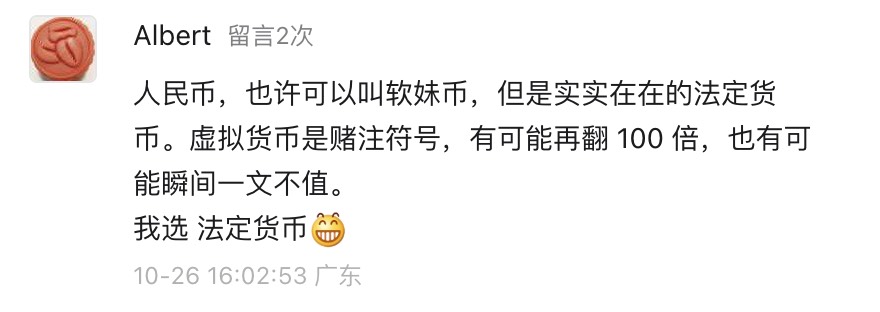 Albert 留言2次
人民币，也许可以叫软妹币，但是实实在在的法定货
币。虚拟货币是赌注符号，有可能再翻 100 倍，也有可
能瞬间一文不值。
我选 法定货币😁
10-26 16:02:53 广东